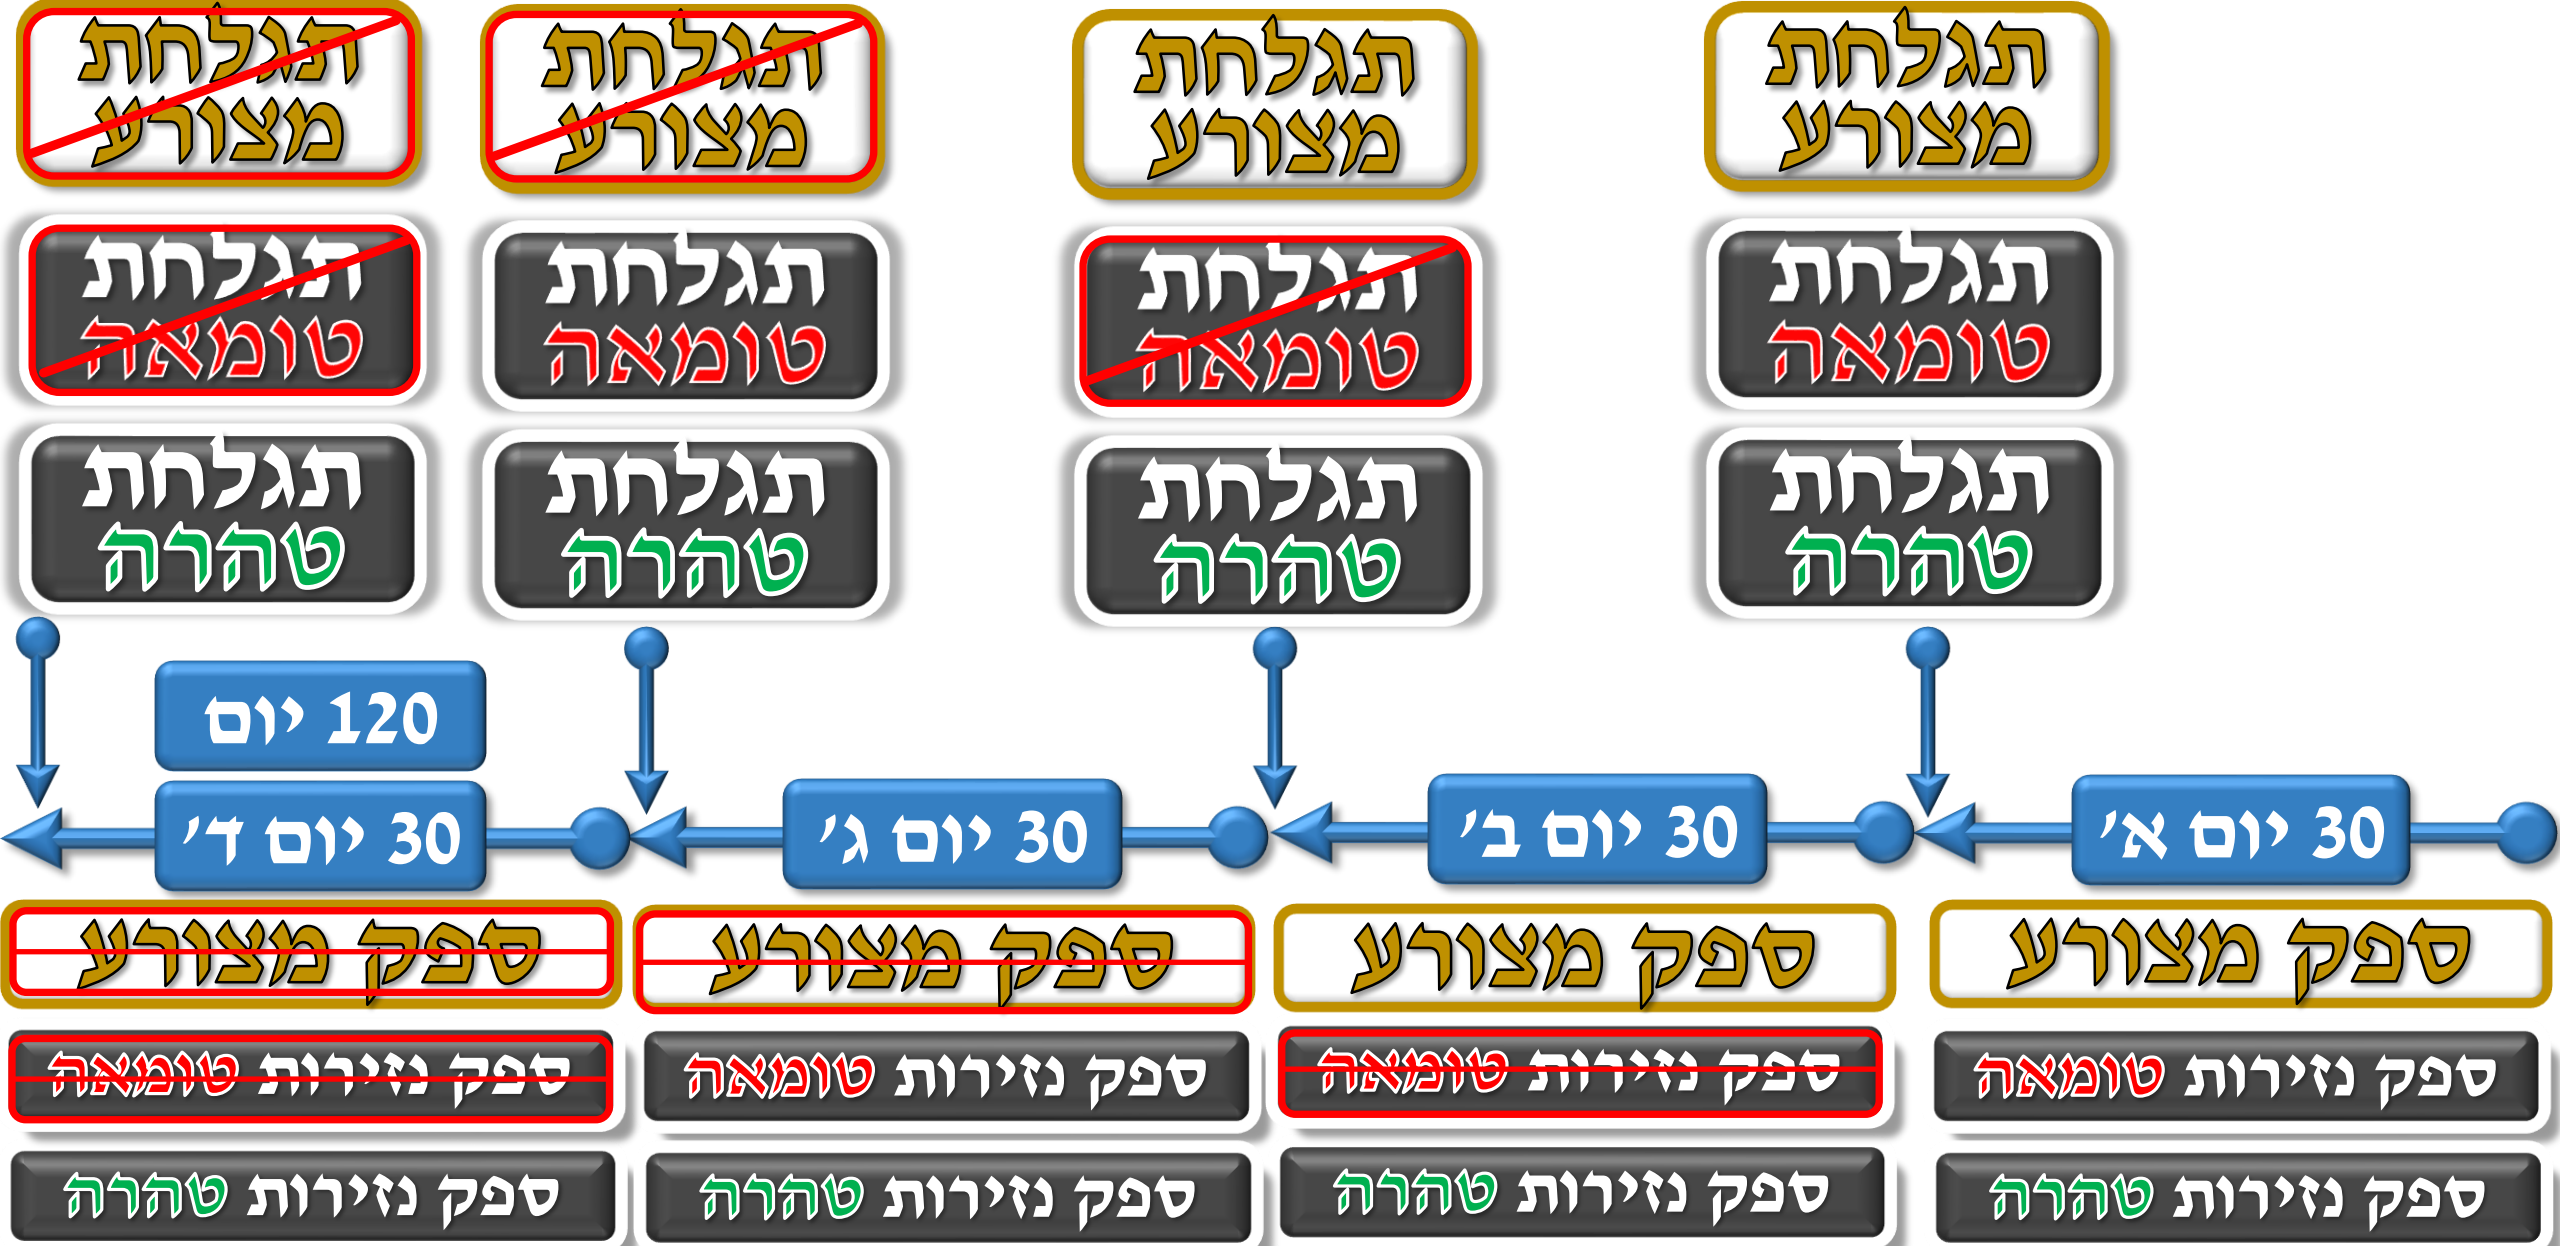 תגלחת
מצורע
תגלחת
מצורע
תגלחת
מצורע
תגלחת
מצורע
תגלחת
טומאה
תגלחת
טומאה
תגלחת
טומאה
תגלחת
טומאה
תגלחת
טהרה
תגלחת
טהרה
תגלחת
טהרה
תגלחת
טהרה
120 יום
30 יום א'
30 יום ב'
30 יום ג'
30 יום ד'
ספק מצורע
ספק מצורע
ספק מצורע
ספק מצורע
ספק נזירות טומאה
ספק נזירות טומאה
ספק נזירות טומאה
ספק נזירות טומאה
ספק נזירות טהרה
ספק נזירות טהרה
ספק נזירות טהרה
ספק נזירות טהרה